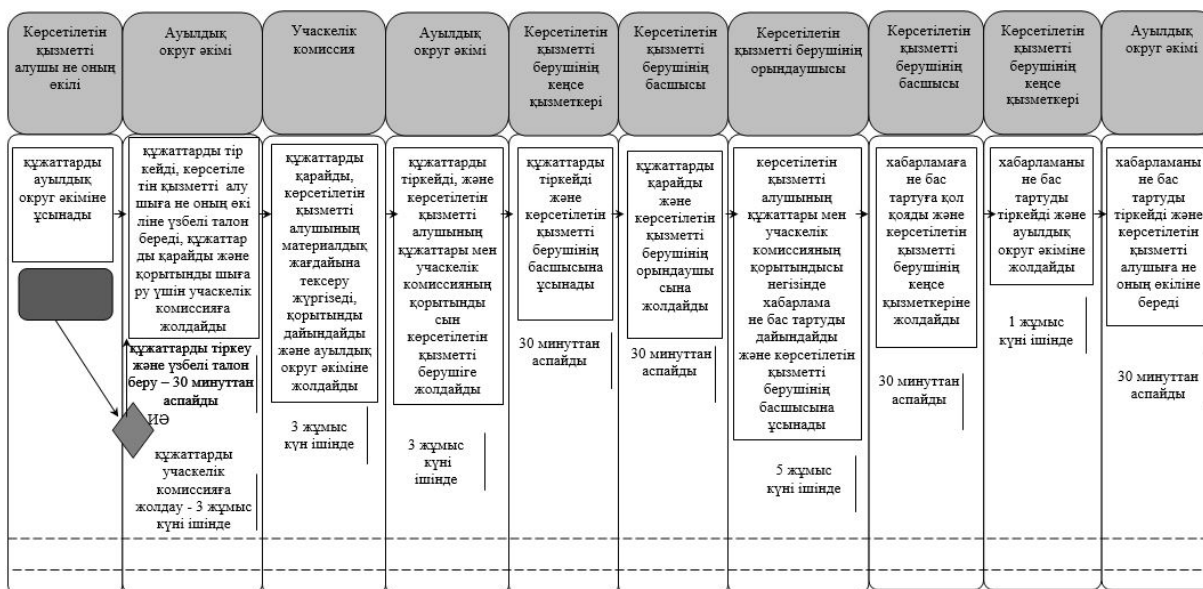 Көрсетілетін
қызметті
алушы не оның
өкілі
Ауылдық
округ әкімі
Учаскелік
комиссия
Ауылдық
округ әкімі
Көрсетілетін
қызметті
берушінің
кеңсе
қызметкері
Көрсетілетін
қызметті
берушінің
басшысы
Көрсетілетін
қызметті берушінің
орындаушысы
Көрсетілетін
қызметті
берушінің
басшысы
Көрсетілетін
қызметті
берушінің
кеңсе
қызметкері
Ауылдық
округ әкімі
құжаттарды
ауылдық
округ әкіміне
ұсынады
құжаттарды тір
кейді, көрсетіле
тін қызметті алу
шыға не оның өкі
ліне үзбелі талон
береді, құжаттар
ды қарайды және
қорытынды шыға
ру үшін учаскелік
комиссияға
жолдайды
құжаттарды тіркеу
және үзбелі талон
беру – 30 минуттан
аспайды
ИӘ
құжаттарды
учаскелік
комиссияға
жолдау - 3 жұмыс
күні ішінде
құжаттарды
қарайды,
көрсетілетін
қызметті
алушының
материалдық
жағдайына
тексеру
жүргізеді,
қорытынды
дайындайды
және ауылдық
округ әкіміне
жолдайды
3 жұмыс
күн ішінде
құжаттарды
тіркейді, және
көрсетілетін
қызметті
алушының
құжаттары мен
учаскелік
комиссияның
қорытынды
сын
көрсетілетін
қызметті
берушіге
жолдайды
3 жұмыс
күні
ішінде
құжаттарды
тіркейді
және
көрсетілетін
қызметті
берушінің
басшысына
ұсынады
30 минуттан
аспайды
құжаттарды
қарайды
және
көрсетілетін
қызметті
берушінің
орындаушы
сына
жолдайды
30 минуттан
аспайды
көрсетілетін
қызметті
алушының
құжаттары мен
учаскелік
комиссияның
қорытындысы
негізінде
хабарлама
не бас тартуды
дайындайды
және көрсетілетін
қызметті
берушінің
басшысына
ұсынады
5 жұмыс
күні ішінде
хабарламаға
не бас
тартуға қол
қояды және
көрсетілетін
қызметті
берушінің
кеңсе
қызметкеріне
жолдайды
30 минуттан
аспайды
хабарламаны
не бас
тартуды
тіркейді және
ауылдық
округ әкіміне
жолдайды
1 жұмыс
күні ішінде
хабарламаны
не бас
тартуды
тіркейді және
көрсетілетін
қызметті
алушыға не
оның өкіліне
береді
30 минуттан
аспайды